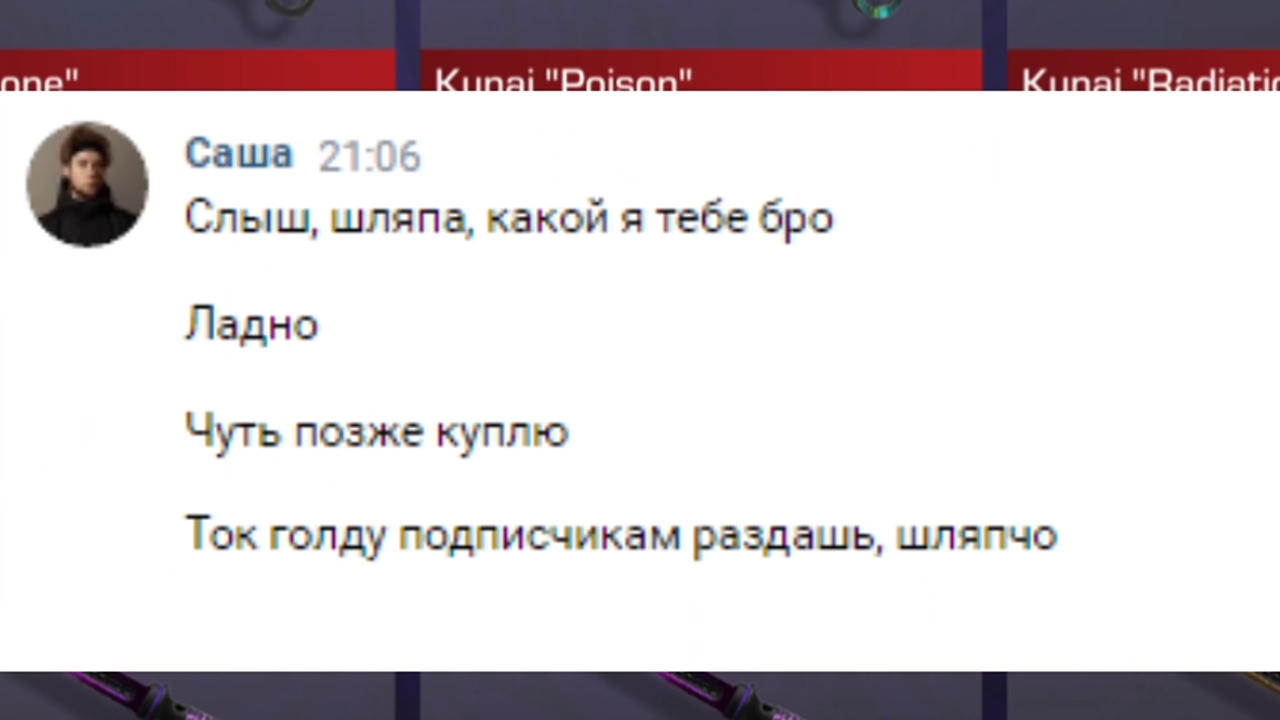 one" Kunai "Poison" Kunai "Radiatio
Саша 21:06
Слыш, шляпа, какой я тебе бро
Ладно
Чуть позже куплю
Ток голду подписчикам раздашь, шляпчо